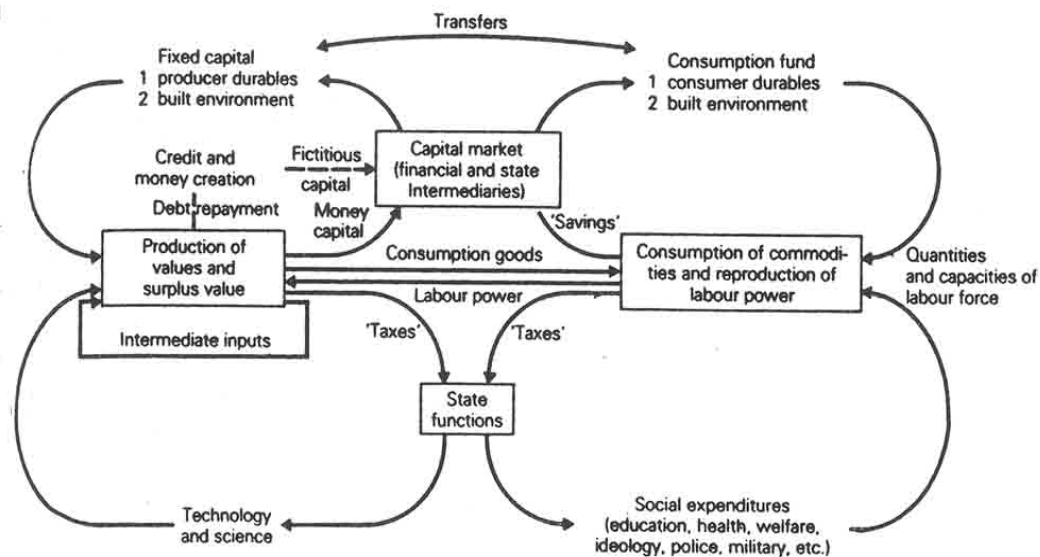 Transfers
Fixed capital
1 producer durables
2 built environment
Consumption fund
1 consumer durables
2 built environment
Capital market
(financial and state
Intermediaries)
Credit and
money creation
Fictitious
capital
Debt repayment
Money
capital
'Savings'
Production of
values and
surplus value
Consumption goods
Labour power
Consumption of commodi-
ties and reproduction of
labour power
Quantities
and capacities of
labour force
Intermediate inputs
'Taxes'
'Taxes'
State
functions
Technology
and science
Social expenditures
(education, health, welfare,
ideology, police, military, etc.)